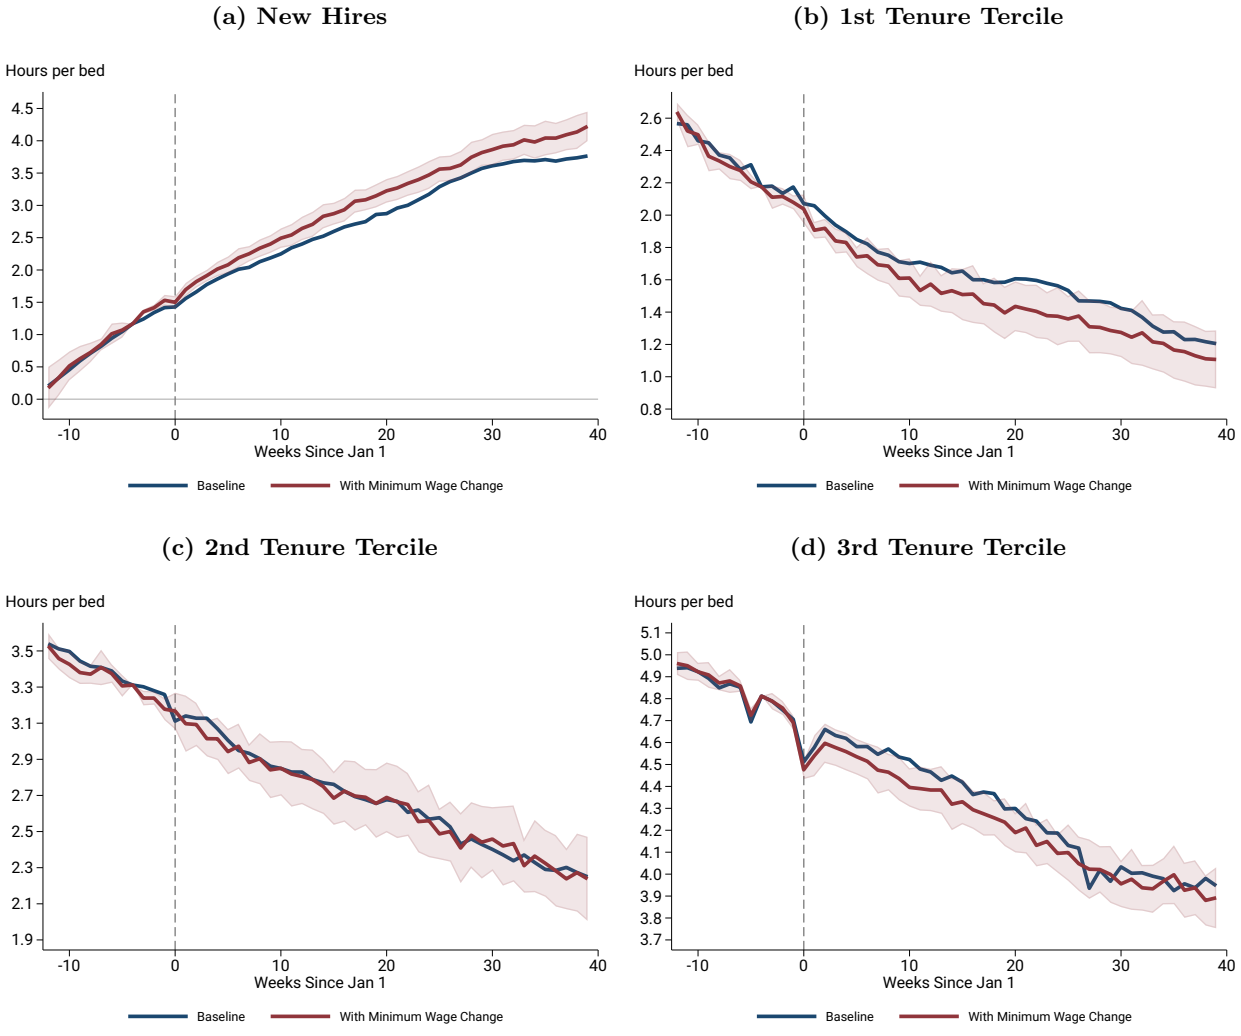 (a) New Hires
Hours per bed
4.5
4.0
3.5
3.0
2.5
2.0
1.5
1.0
0.5
0.0
-10 0 10 20 30 40
Weeks Since Jan 1
Baseline With Minimum Wage Change
(b) 1st Tenure Tercile
Hours per bed
2.6
2.4
2.2
2.0
1.8
1.6
1.4
1.2
1.0
0.8
-10 0 10 20 30 40
Weeks Since Jan 1
Baseline With Minimum Wage Change
(c) 2nd Tenure Tercile
Hours per bed
3.5
3.3
3.1
2.9
2.7
2.5
2.3
2.1
1.9
-10 0 10 20 30 40
Weeks Since Jan 1
Baseline With Minimum Wage Change
(d) 3rd Tenure Tercile
Hours per bed
5.1
5.0
4.9
4.8
4.7
4.6
4.5
4.4
4.3
4.2
4.1
4.0
3.9
3.8
3.7
-10 0 10 20 30 40
Weeks Since Jan 1
Baseline With Minimum Wage Change